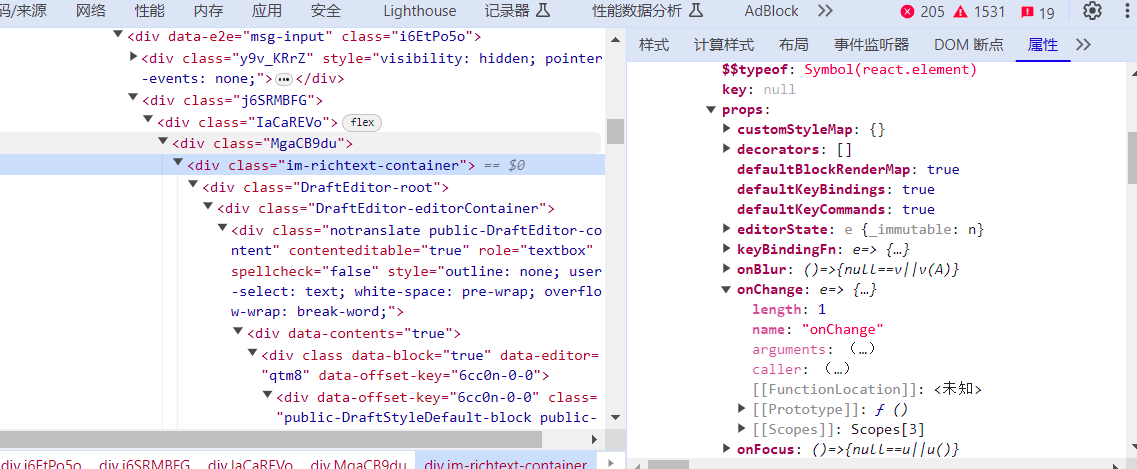 码/来源 网络 性能 内存 应用 安全 Lighthouse 记录器 性能数据分析 AdBlock 205 1531 19
<div data-e2e="msg-input" class="i6EtPo5o">
<div class="y9v_KRrZ" style="visibility: hidden; pointer
-events: none;"> … </div>
<div class="j6SRMBFG">
<div class="IaCaREVo"> flex
<div class="MgaCB9du">
<div class="im-richtext-container"> == $0
<div class="DraftEditor-root">
<div class="DraftEditor-editorContainer">
<div class="notranslate public-DraftEditor-co
ntent" contenteditable="true" role="textbox"
spellcheck="false" style="outline: none; user
-select: text; white-space: pre-wrap; overflo
w-wrap: break-word;">
<div data-contents="true">
<div class data-block="true" data-editor=
"qtm8" data-offset-key="6cc0n-0-0">
<div data-offset-key="6cc0n-0-0" class=
"public-DraftStyleDefault-block public-
div.i6EtPo5o div.j6SRMBFG div.IaCaREVo div.MgaCB9du div.im-richtext-container
样式 计算样式 布局 事件监听器 DOM 断点 属性
$$typeof: Symbol(react.element)
key: null
props:
customStyleMap: {}
decorators: []
defaultBlockRenderMap: true
defaultKeyBindings: true
defaultKeyCommands: true
editorState: e {_immutable: n}
keyBindingFn: e=> {…}
onBlur: ()=>{null==v||v(A)}
onChange: e=> {…}
length: 1
name: "onChange"
arguments: （…）
caller: （…）
[[FunctionLocation]]: <未知>
[[Prototype]]: ƒ ()
[[Scopes]]: Scopes[3]
onFocus: ()=>{null==u||u()}